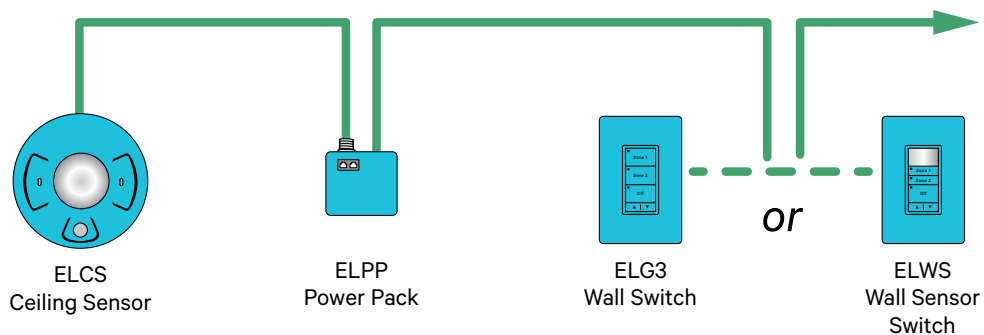 Zone 1
Zone 2
Off
Zone 1
Zone 2
Off
or
ELCS
Ceiling Sensor
ELPP
Power Pack
ELG3
Wall Switch
ELWS
Wall Sensor
Switch